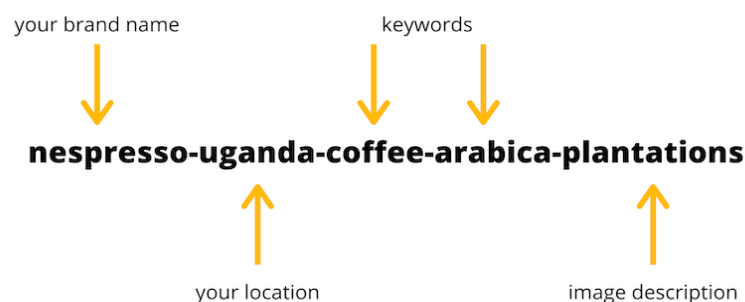 your brand name
keywords
nespresso-uganda-coffee-arabica-plantations
your location
image description